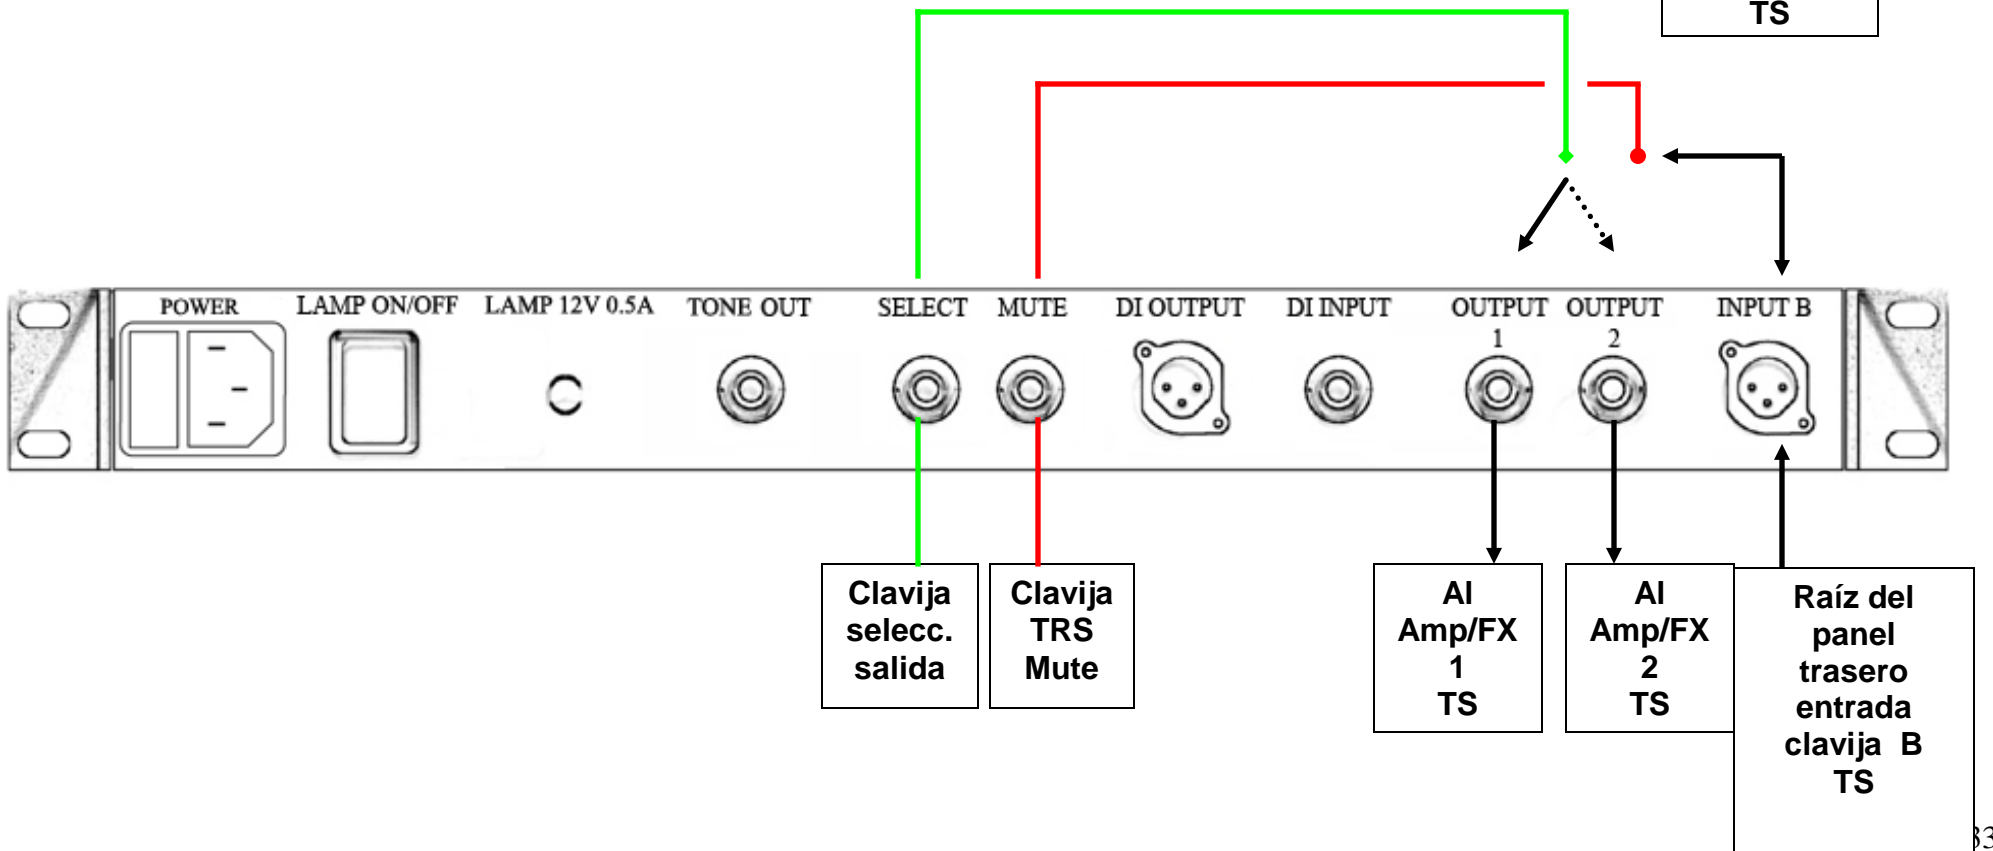 TS
POWER
LAMP ON/OFF
LAMP 12V 0.5A
TONE OUT
SELECT
MUTE
DI OUTPUT
DI INPUT
OUTPUT
1
OUTPUT
2
INPUT B
Clavija
selecc.
salida
Clavija
TRS
Mute
Al
Amp/FX
1
TS
Al
Amp/FX
2
TS
Raíz del
panel
trasero
entrada
clavija B
TS